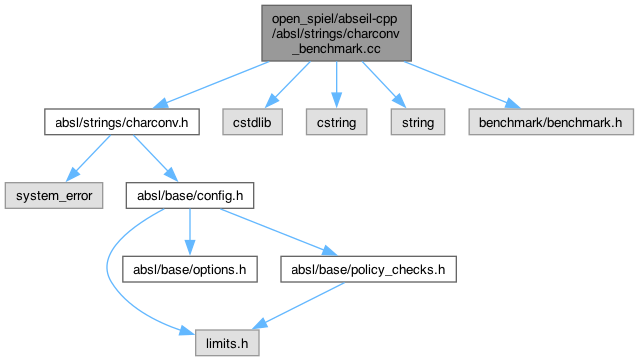 open_spiel/abseil-cpp
/absl/strings/charconv
_benchmark.cc
absl/strings/charconv.h
cstdlib
cstring
string
benchmark/benchmark.h
system_error
absl/base/config.h
absl/base/options.h
absl/base/policy_checks.h
limits.h